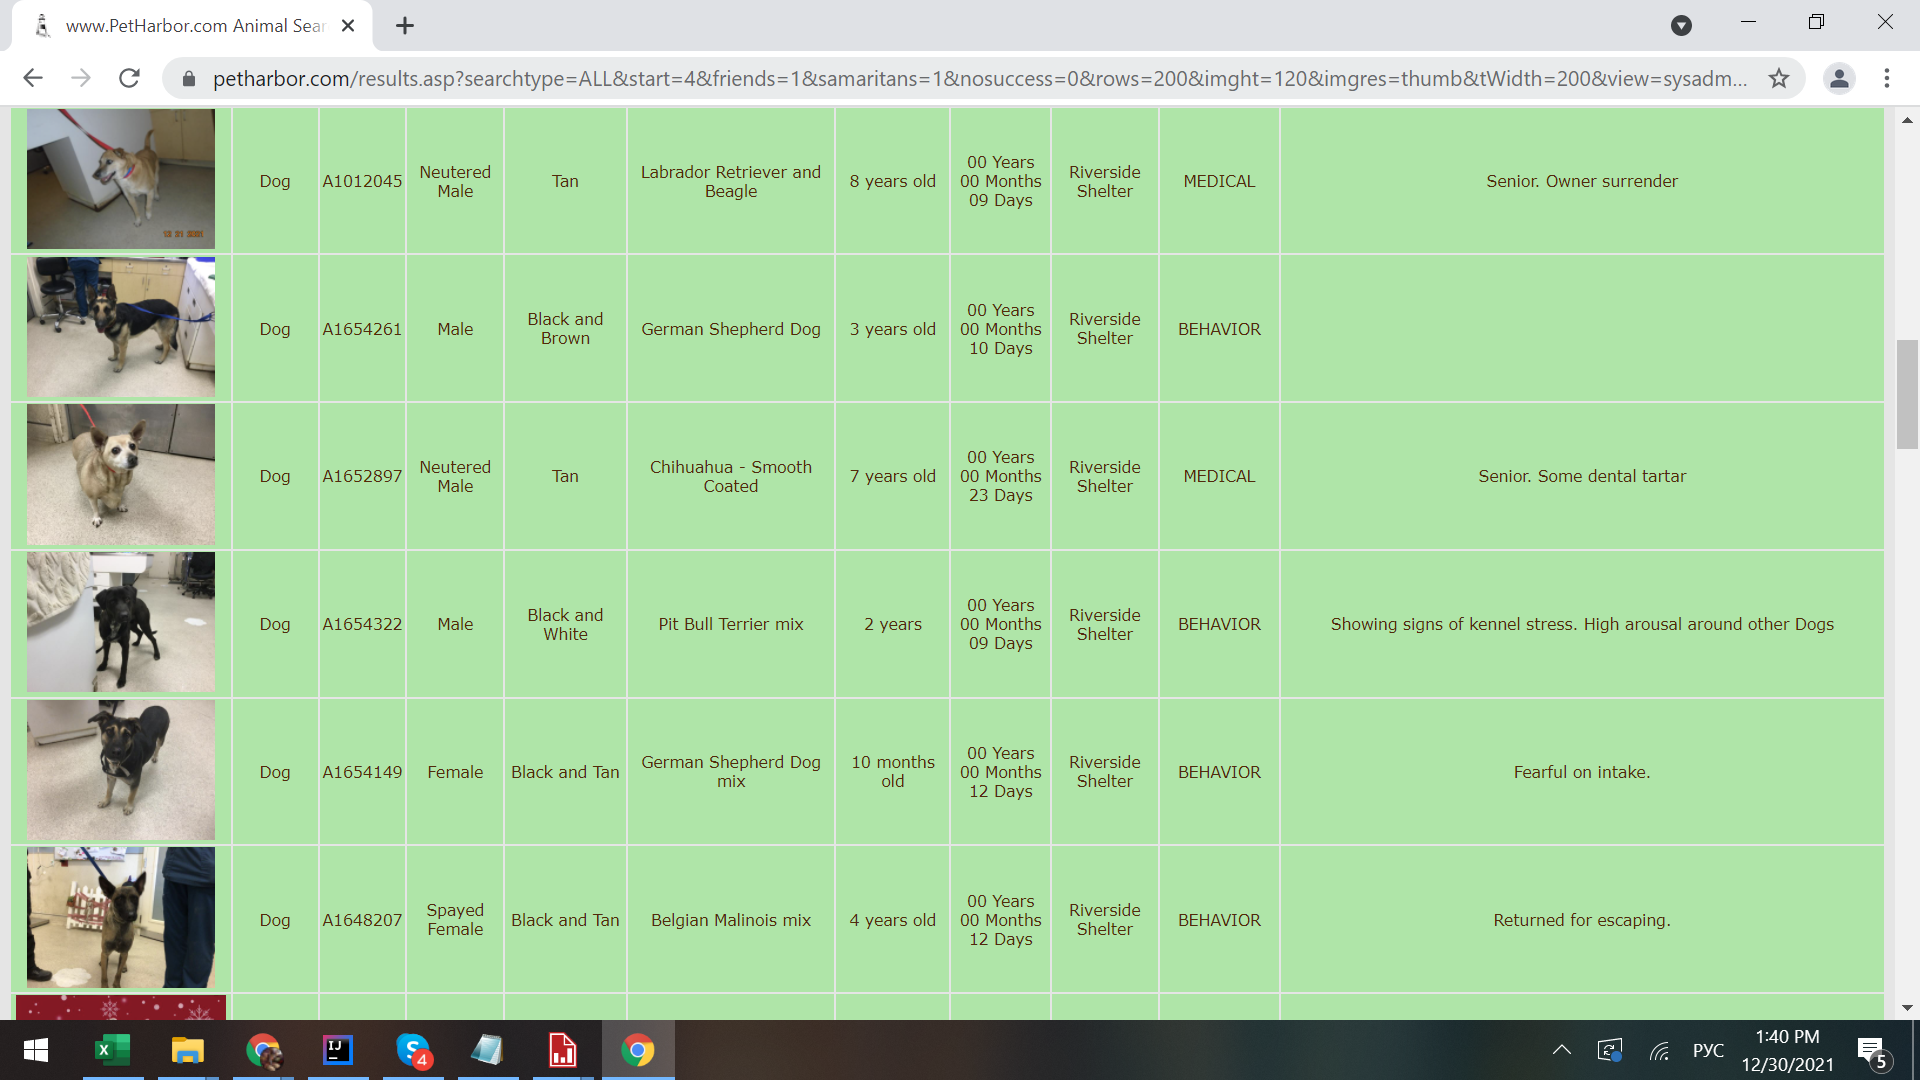 www.PetHarbor.com Animal Sear
petharbor.com/results.asp?searchtype=ALL&start=4&friends=1&samaritans=1&nosuccess=0&rows=200&imght=120&imgres=thumb&tWidth=200&view=sysadm...
Dog
A1012045
Neutered
Male
Tan
Labrador Retriever and
Beagle
8 years old
00 Years
00 Months
09 Days
Riverside
Shelter
MEDICAL
Senior. Owner surrender
Dog
A1654261
Male
Black and
Brown
German Shepherd Dog
3 years old
00 Years
00 Months
10 Days
Riverside
Shelter
BEHAVIOR
Dog
A1652897
Neutered
Male
Tan
Chihuahua - Smooth
Coated
7 years old
00 Years
00 Months
23 Days
Riverside
Shelter
MEDICAL
Senior. Some dental tartar
Dog
A1654322
Male
Black and
White
Pit Bull Terrier mix
2 years
00 Years
00 Months
09 Days
Riverside
Shelter
BEHAVIOR
Showing signs of kennel stress. High arousal around other Dogs
Dog
A1654149
Female
Black and Tan
German Shepherd Dog
mix
10 months
old
00 Years
00 Months
12 Days
Riverside
Shelter
BEHAVIOR
Fearful on intake.
Dog
A1648207
Spayed
Female
Black and Tan
Belgian Malinois mix
4 years old
00 Years
00 Months
12 Days
Riverside
Shelter
BEHAVIOR
Returned for escaping.
X
IJ
S
4
РУС
1:40 PM
12/30/2021
5